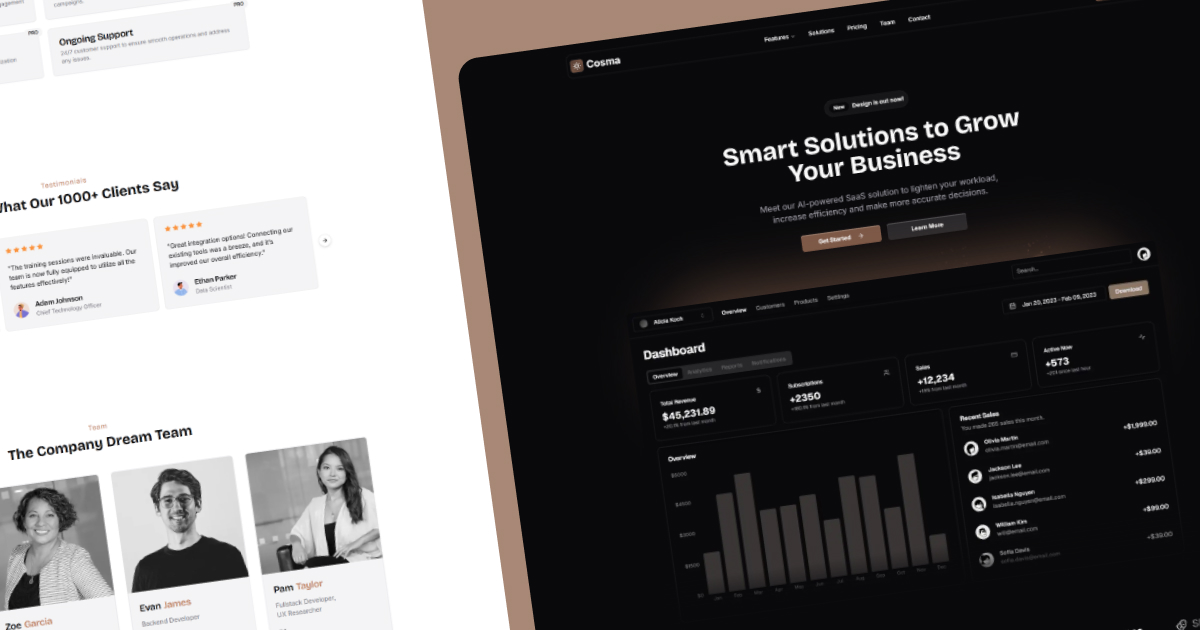 campaigns.
PRO
PRO
Ongoing Support
24/7 customer support to ensure smooth operations and address
any issues.
Testimonials
What Our 1000+ Clients Say
"The training sessions were invaluable. Our
team is now fully equipped to utilize all the
features effectively!"
Adam Johnson
Chief Technology Officer
"Great integration options! Connecting our
existing tools was a breeze, and it's
improved our overall efficiency."
Ethan Parker
Data Scientist
Team
The Company Dream Team
Zoe Garcia
Evan James
Backend Developer
Pam Taylor
Fullstack Developer,
UX Researcher
Cosma
Features
Solutions
Pricing
Team
Contact
New Design is out now!
Smart Solutions to Grow
Your Business
Meet our AI-powered SaaS solution to lighten your workload,
increase efficiency and make more accurate decisions.
Get Started
Learn More
Alicia Koch
Overview
Customers
Products
Settings
Search...
Dashboard
Jan 20, 2023 - Feb 09, 2023
Download
Overview
Analytics
Reports
Notifications
Total Revenue
$
$45,231.89
+20.1% from last month
Subscriptions
+2350
+180.1% from last month
Sales
+12,234
+19% from last month
Active Now
+573
+201 since last hour
Overview
$6000
$4500
$3000
$1500
$0
Jan Feb Mar Apr May Jun Jul Aug Sep Oct Nov Dec
Recent Sales
You made 265 sales this month.
Olivia Martin
olivia.martin@email.com
+$1,999.00
Jackson Lee
jackson.lee@email.com
+$39.00
Isabella Nguyen
isabella.nguyen@email.com
+$299.00
William Kim
will@email.com
+$99.00
Sofia Davis
sofia.davis@email.com
+$39.00